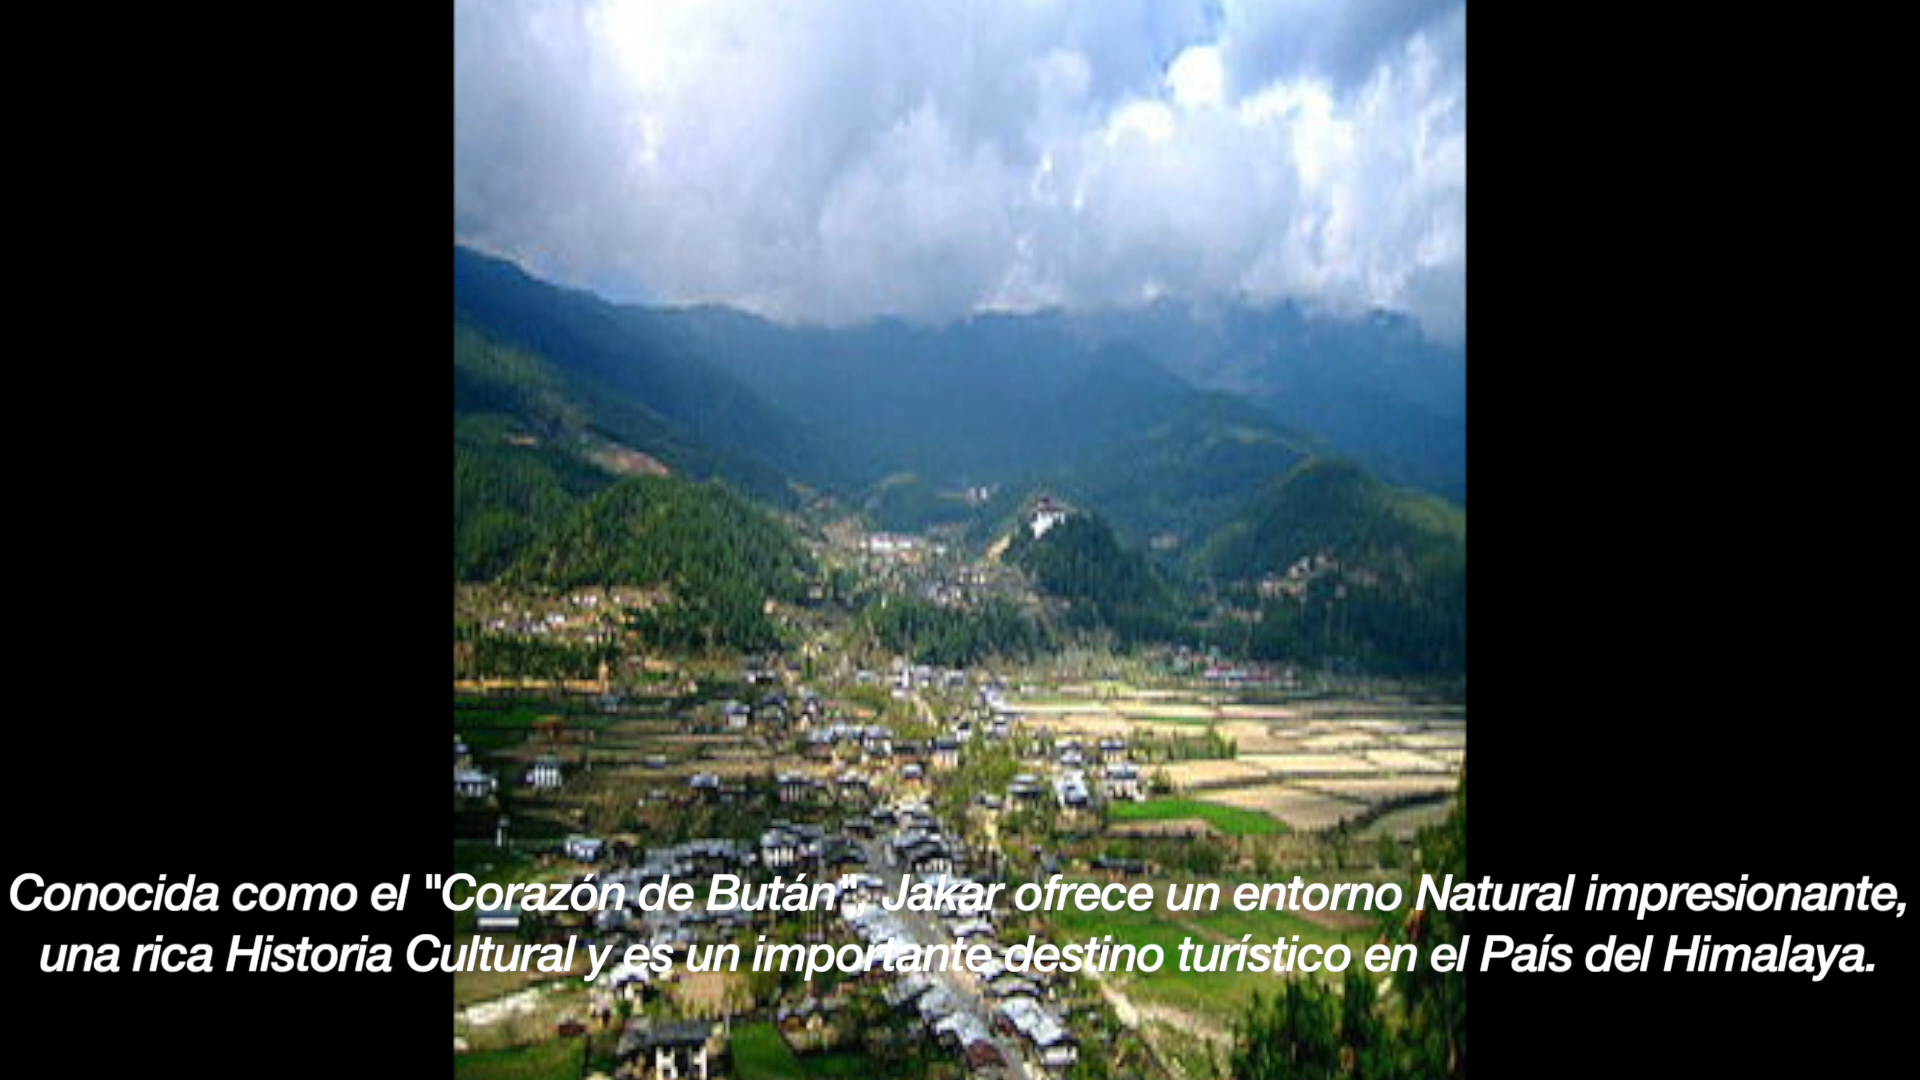 Conocida como el "Corazón de Bután", Jakar ofrece un entorno Natural impresionante,
una rica Historia Cultural y es un importante destino turístico en el País del Himalaya.